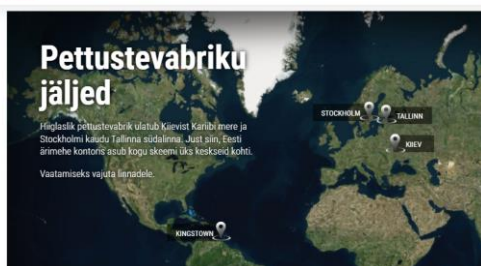 Pettustevabriku
jäljed
Hiiglaslik pettustevabrik ulatub Kiievist Kariibi mere ja
Stockholmi kaudu Tallinna südalinna. Just siin, Eesti
ärimehe kontoris asub kogu skeemi üks keskseid kohti.
Vaatamiseks vajuta linnadele.
STOCKHOLM
TALLINN
KIIEV
KINGSTOWN